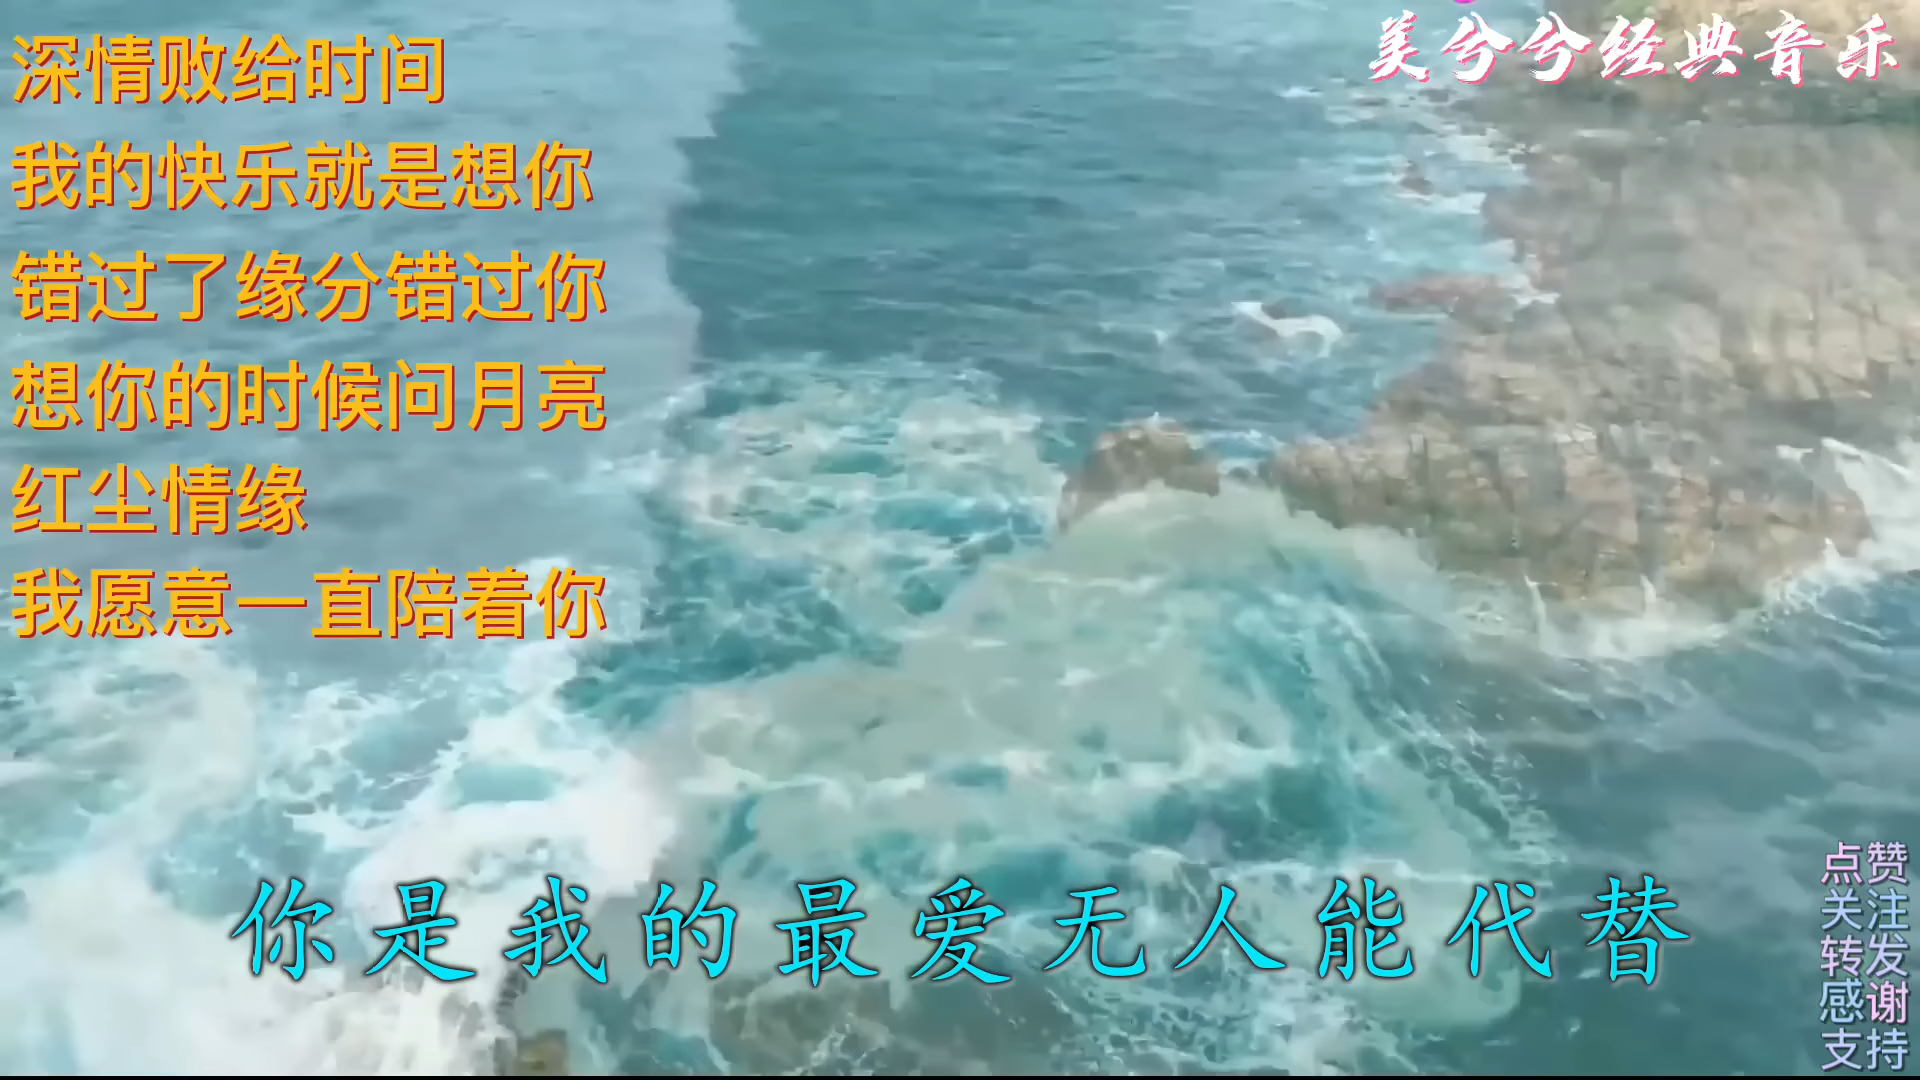 深情败给时间
我的快乐就是想你
错过了缘分错过你
想你的时候问月亮
红尘情缘
我愿意一直陪着你
美兮兮经典音乐
你是我的最爱无人能代替
点赞
关注
转发
感谢
支持